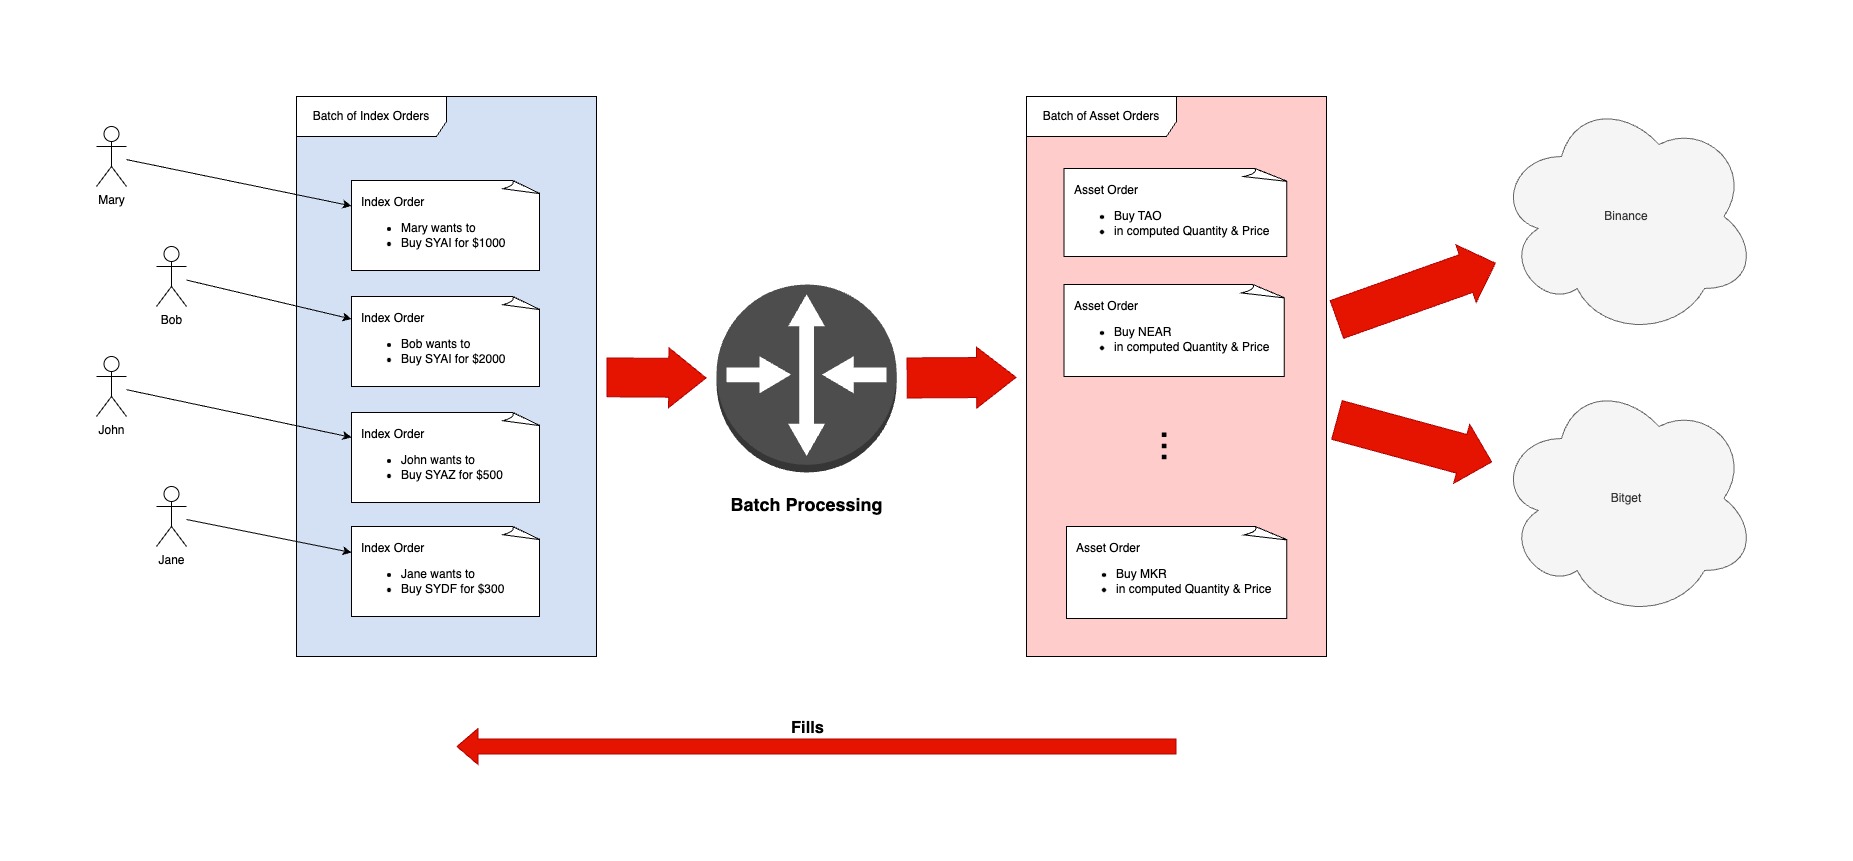 Mary
Bob
John
Jane
Batch of Index Orders
Index Order
• Mary wants to
• Buy SYAI for $1000
Index Order
• Bob wants to
• Buy SYAI for $2000
Index Order
• John wants to
• Buy SYAZ for $500
Index Order
• Jane wants to
• Buy SYDF for $300
Batch Processing
Batch of Asset Orders
Asset Order
• Buy TAO
• in computed Quantity & Price
Asset Order
• Buy NEAR
• in computed Quantity & Price
⋮
Asset Order
• Buy MKR
• in computed Quantity & Price
Binance
Bitget
Fills